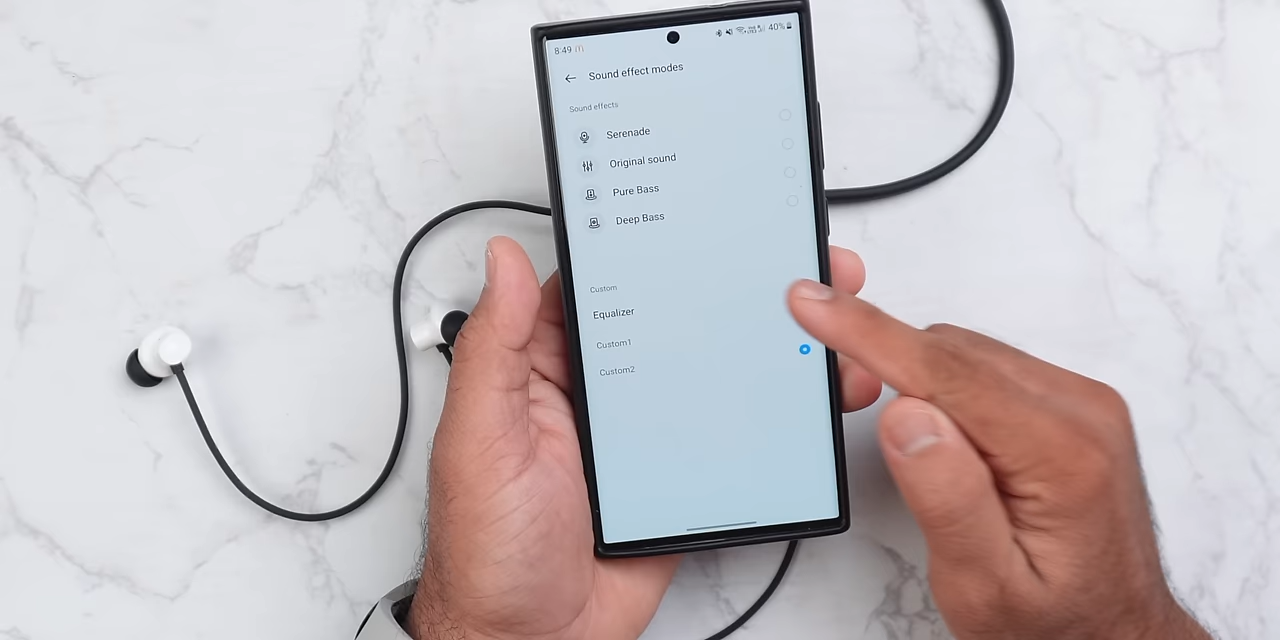 8:49
40%
Sound effect modes
Sound effects
Serenade
Original sound
Pure Bass
Deep Bass
Custom
Equalizer
Custom1
Custom2